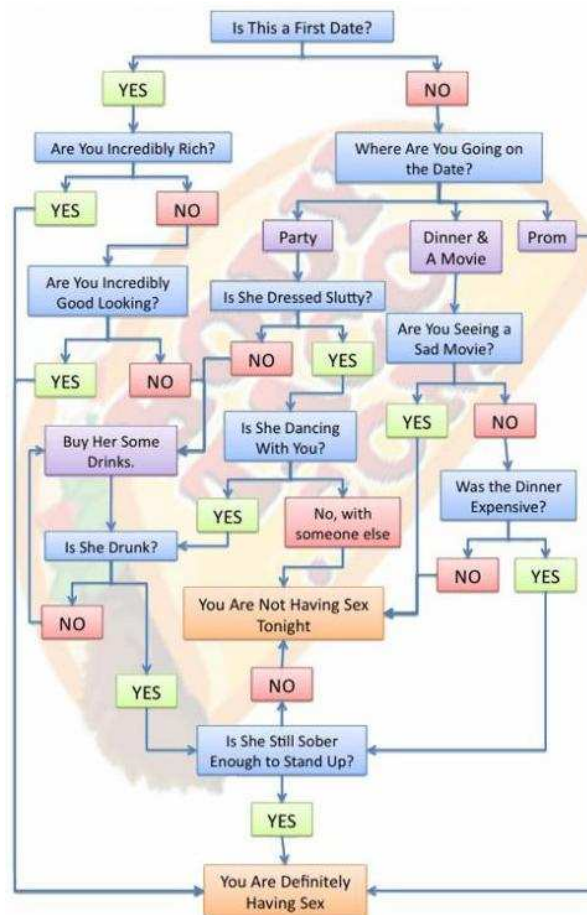 Is This a First Date?
YES
NO
Are You Incredibly Rich?
Where Are You Going on
the Date?
YES
NO
Party
Dinner &
A Movie
Prom
Are You Incredibly
Good Looking?
Is She Dressed Slutty?
Are You Seeing a
Sad Movie?
YES
NO
NO
YES
YES
NO
Buy Her Some
Drinks.
Is She Dancing
With You?
Was the Dinner
Expensive?
YES
No, with
someone else
Is She Drunk?
NO
YES
NO
You Are Not Having Sex
Tonight
YES
NO
Is She Still Sober
Enough to Stand Up?
YES
You Are Definitely
Having Sex